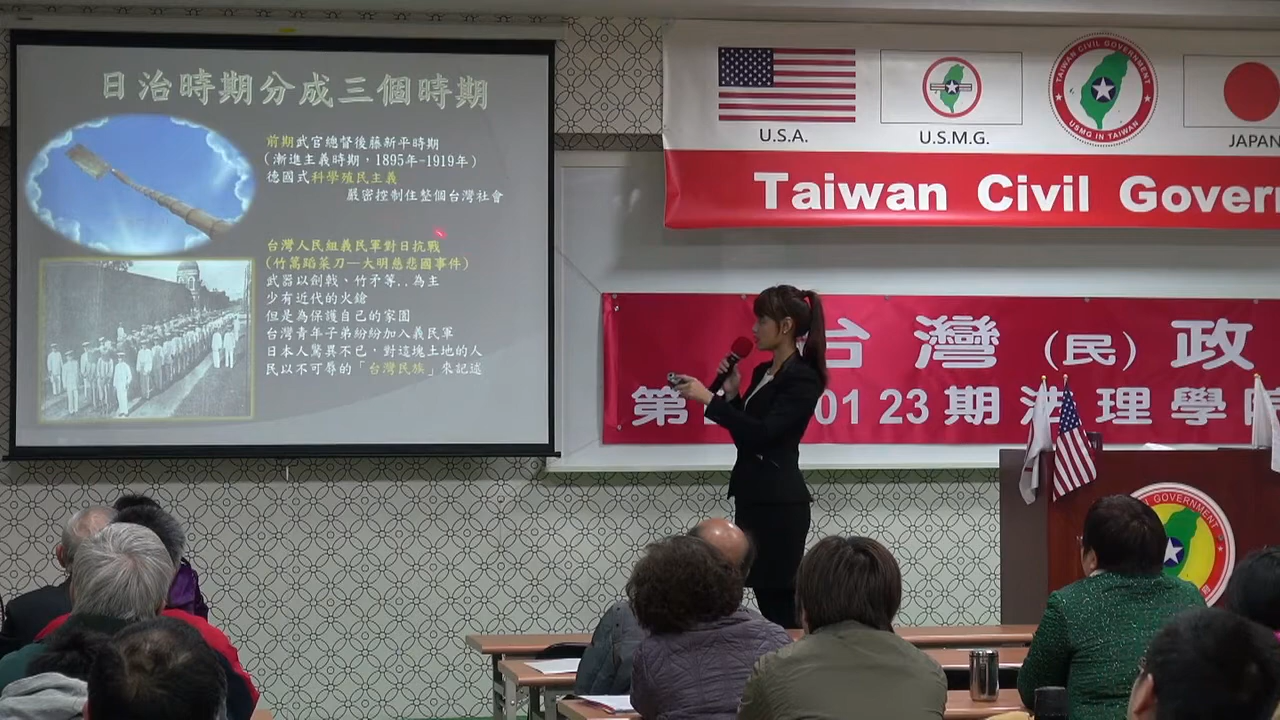 日治時期分成三個時期
前期武官總督後藤新平時期
(漸進主義時期，1895年-1919年)
德國式科學殖民主義
嚴密控制住整個台灣社會
台灣人民組義民軍對日抗戰
(竹篙蹈菜刀—大明慈悲國事件)
武器以劍戟、竹矛等..為主
少有近代的火鎗
但是為保護自己的家園
台灣青年子弟紛紛加入義民軍
日本人驚異不已，對這塊土地的人
民以不可辱的「台灣民族」來記述
U.S.A.
U.S.M.G.
TAIWAN CIVIL GOVERNMENT
USMG IN TAIWAN
JAPAN
Taiwan Civil Govern
台灣(民)政
第 01 23期法理學院
GOVERNMENT